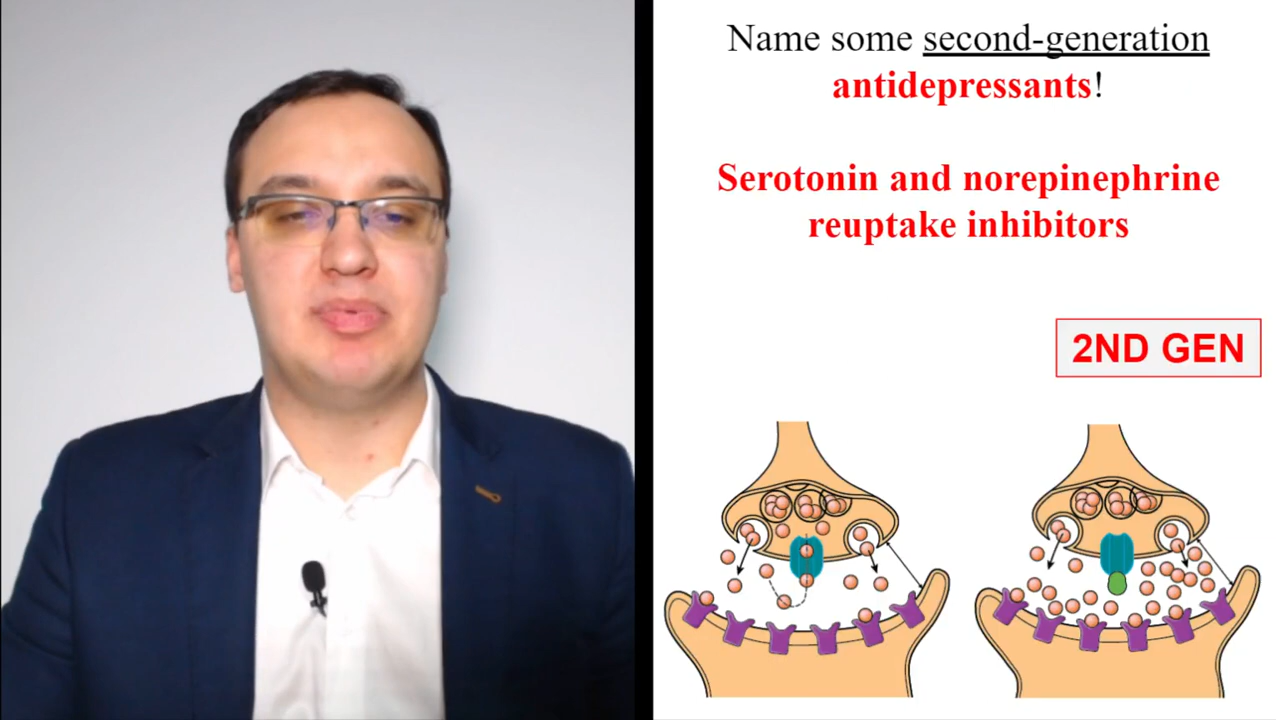 Name some second-generation
antidepressants!
Serotonin and norepinephrine
reuptake inhibitors
2ND GEN